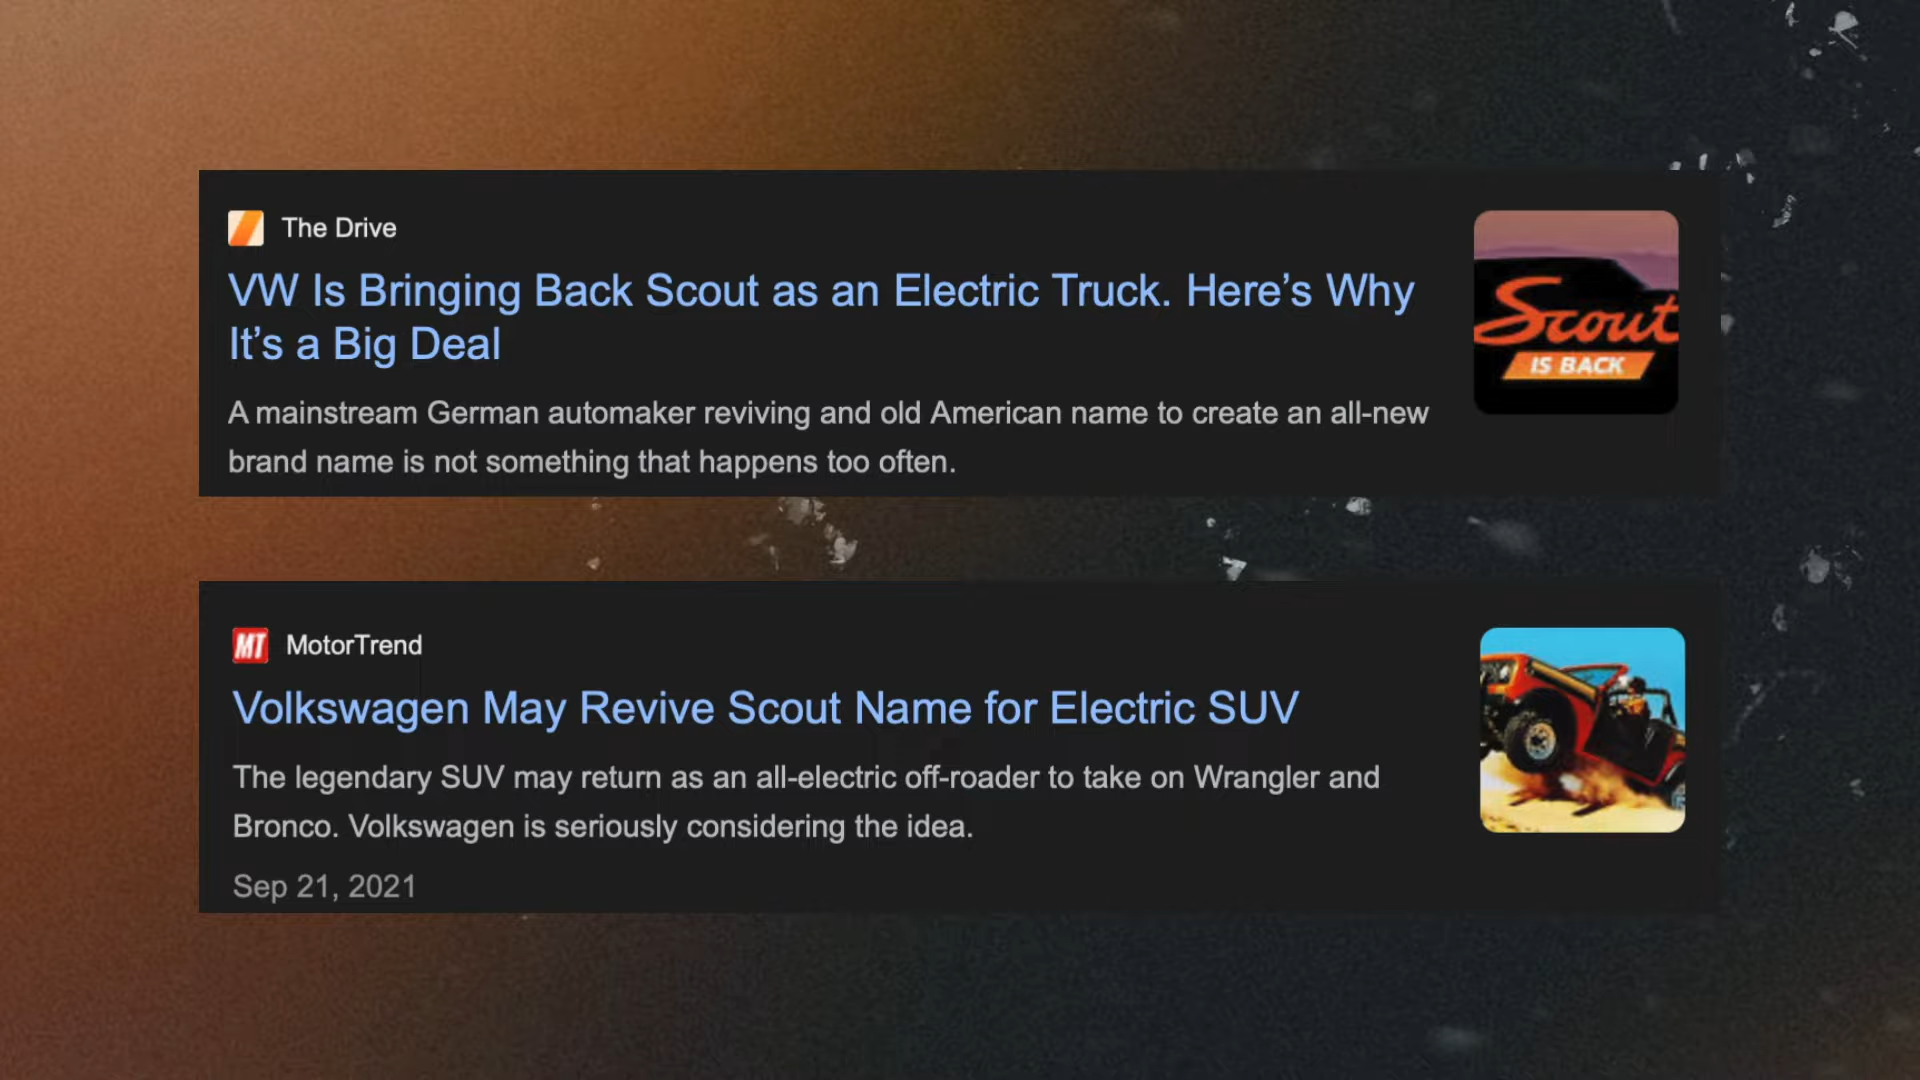 The Drive
VW Is Bringing Back Scout as an Electric Truck. Here’s Why
It’s a Big Deal
A mainstream German automaker reviving and old American name to create an all-new
brand name is not something that happens too often.
Scout
IS BACK
MT MotorTrend
Volkswagen May Revive Scout Name for Electric SUV
The legendary SUV may return as an all-electric off-roader to take on Wrangler and
Bronco. Volkswagen is seriously considering the idea.
Sep 21, 2021